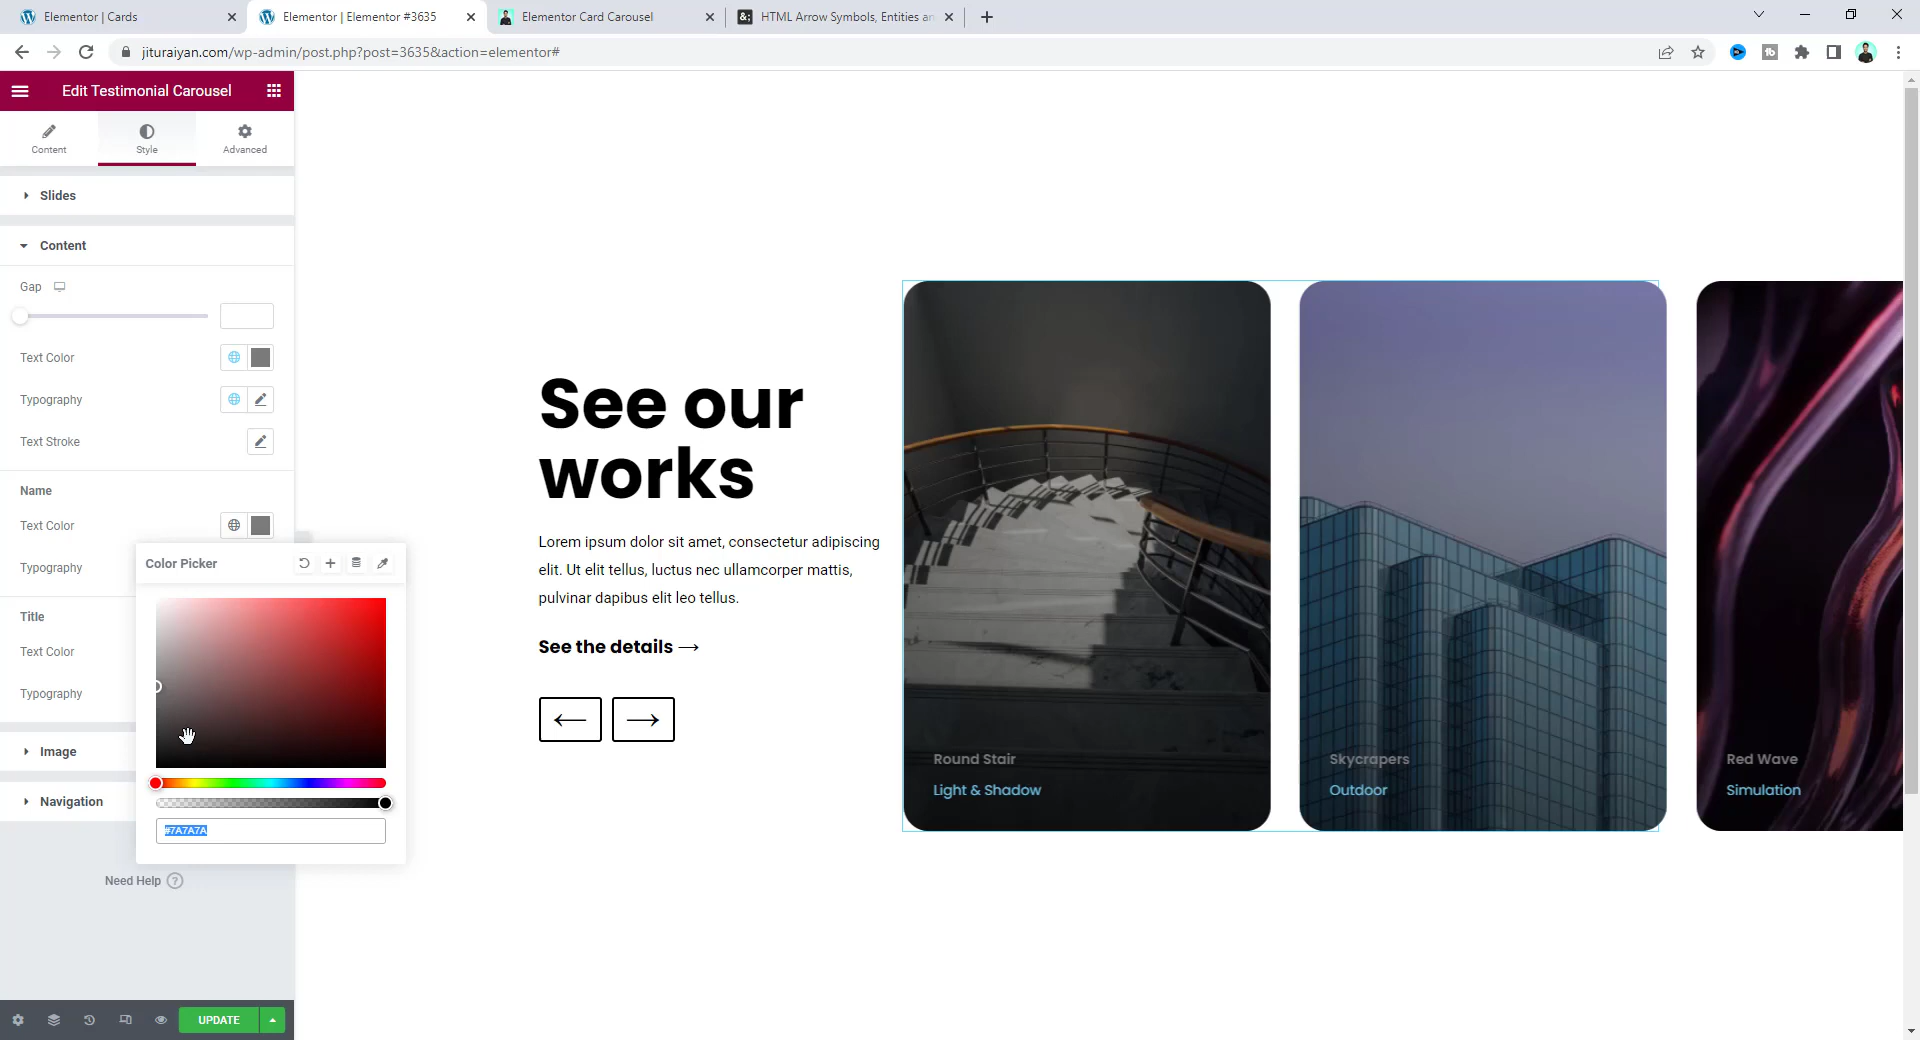 Elementor | Cards
Elementor | Elementor #3635
Elementor Card Carousel
HTML Arrow Symbols, Entities an
jituraiyan.com/wp-admin/post.php?post=3635&action=elementor#
Edit Testimonial Carousel
Content
Style
Advanced
Slides
Content
Gap
Text Color
Typography
Text Stroke
Name
Text Color
Typography
Title
Text Color
Typography
Image
Navigation
Color Picker
#7A7A7A
Need Help ?
UPDATE
See our
works
Lorem ipsum dolor sit amet, consectetur adipiscing
elit. Ut elit tellus, luctus nec ullamcorper mattis,
pulvinar dapibus elit leo tellus.
See the details →
← →
Round Stair
Light & Shadow
Skycrapers
Outdoor
Red Wave
Simulation